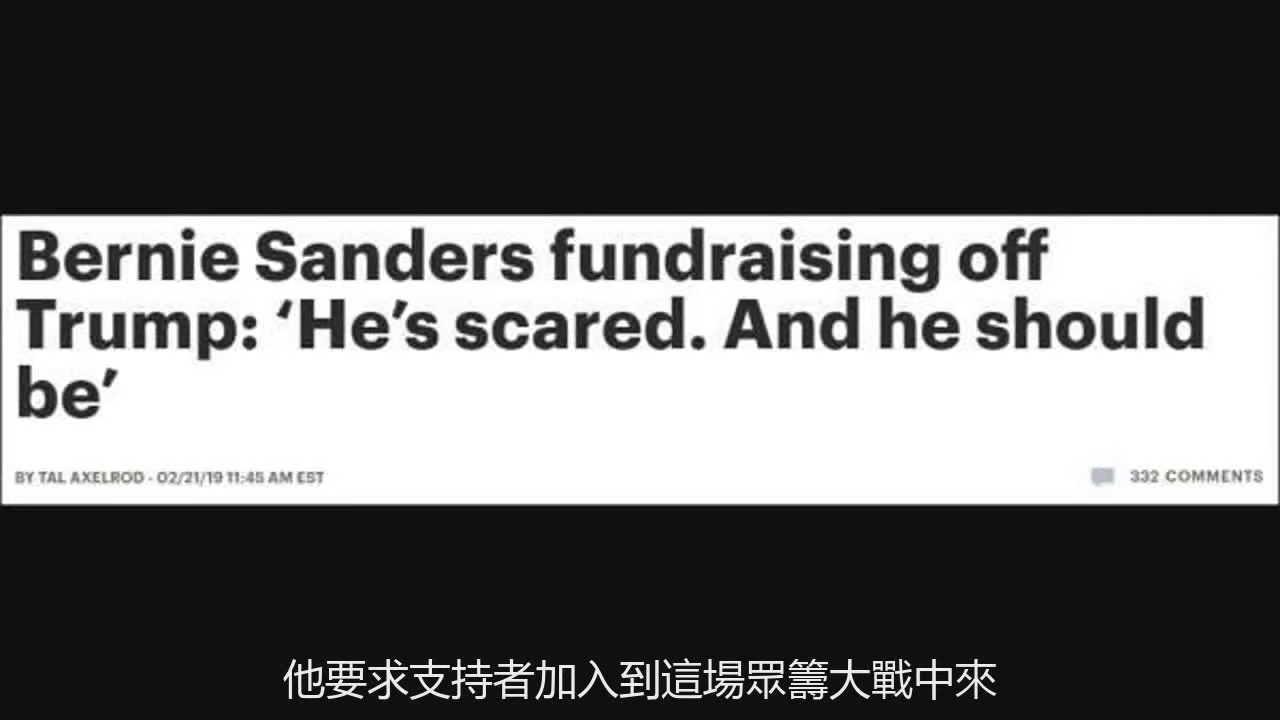 Bernie Sanders fundraising off
Trump: ‘He’s scared. And he should
be’
BY TAL AXELROD - 02/21/19 11:45 AM EST
332 COMMENTS
他要求支持者加入到這場眾籌大戰中來